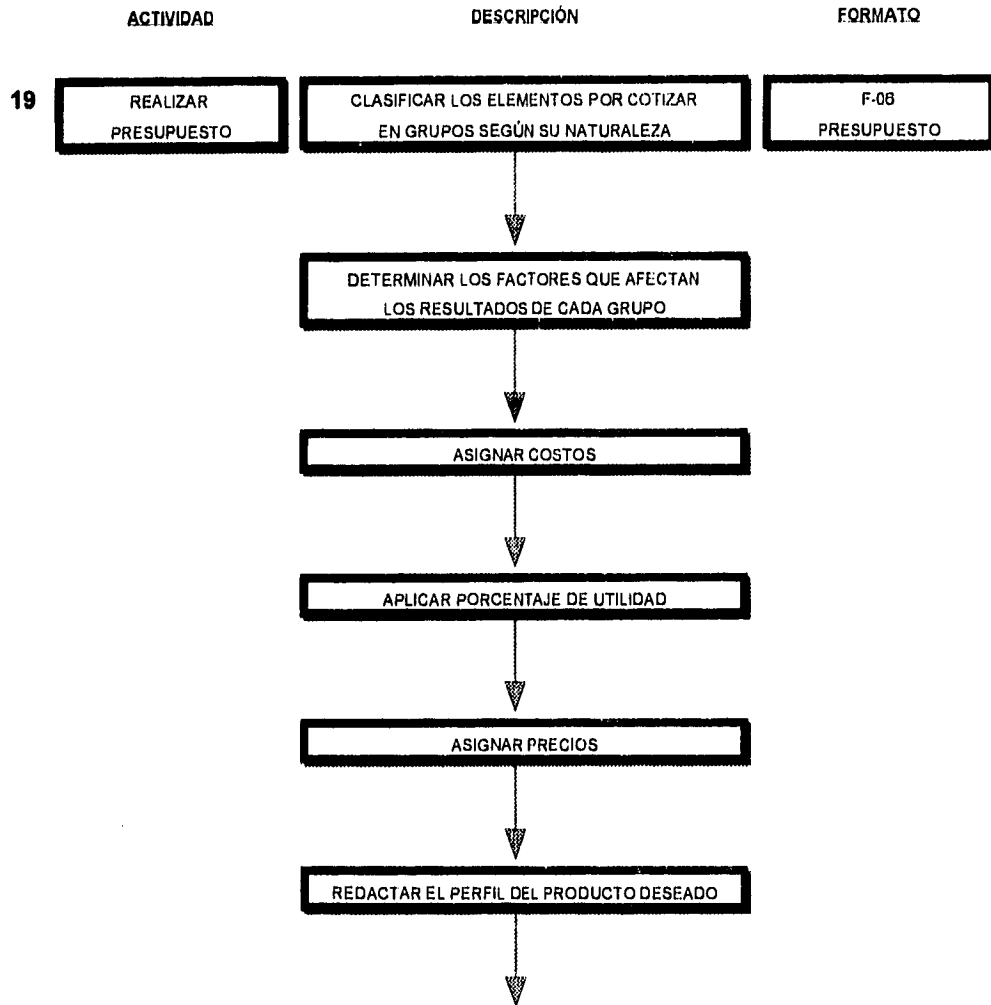 ACTIVIDAD DESCRIPCIÓN FORMATO
19 REALIZAR PRESUPUESTO
CLASIFICAR LOS ELEMENTOS POR COTIZAR
EN GRUPOS SEGÚN SU NATURALEZA
F-06
PRESUPUESTO
DETERMINAR LOS FACTORES QUE AFECTAN
LOS RESULTADOS DE CADA GRUPO
ASIGNAR COSTOS
APLICAR PORCENTAJE DE UTILIDAD
ASIGNAR PRECIOS
REDACTAR EL PERFIL DEL PRODUCTO DESEADO